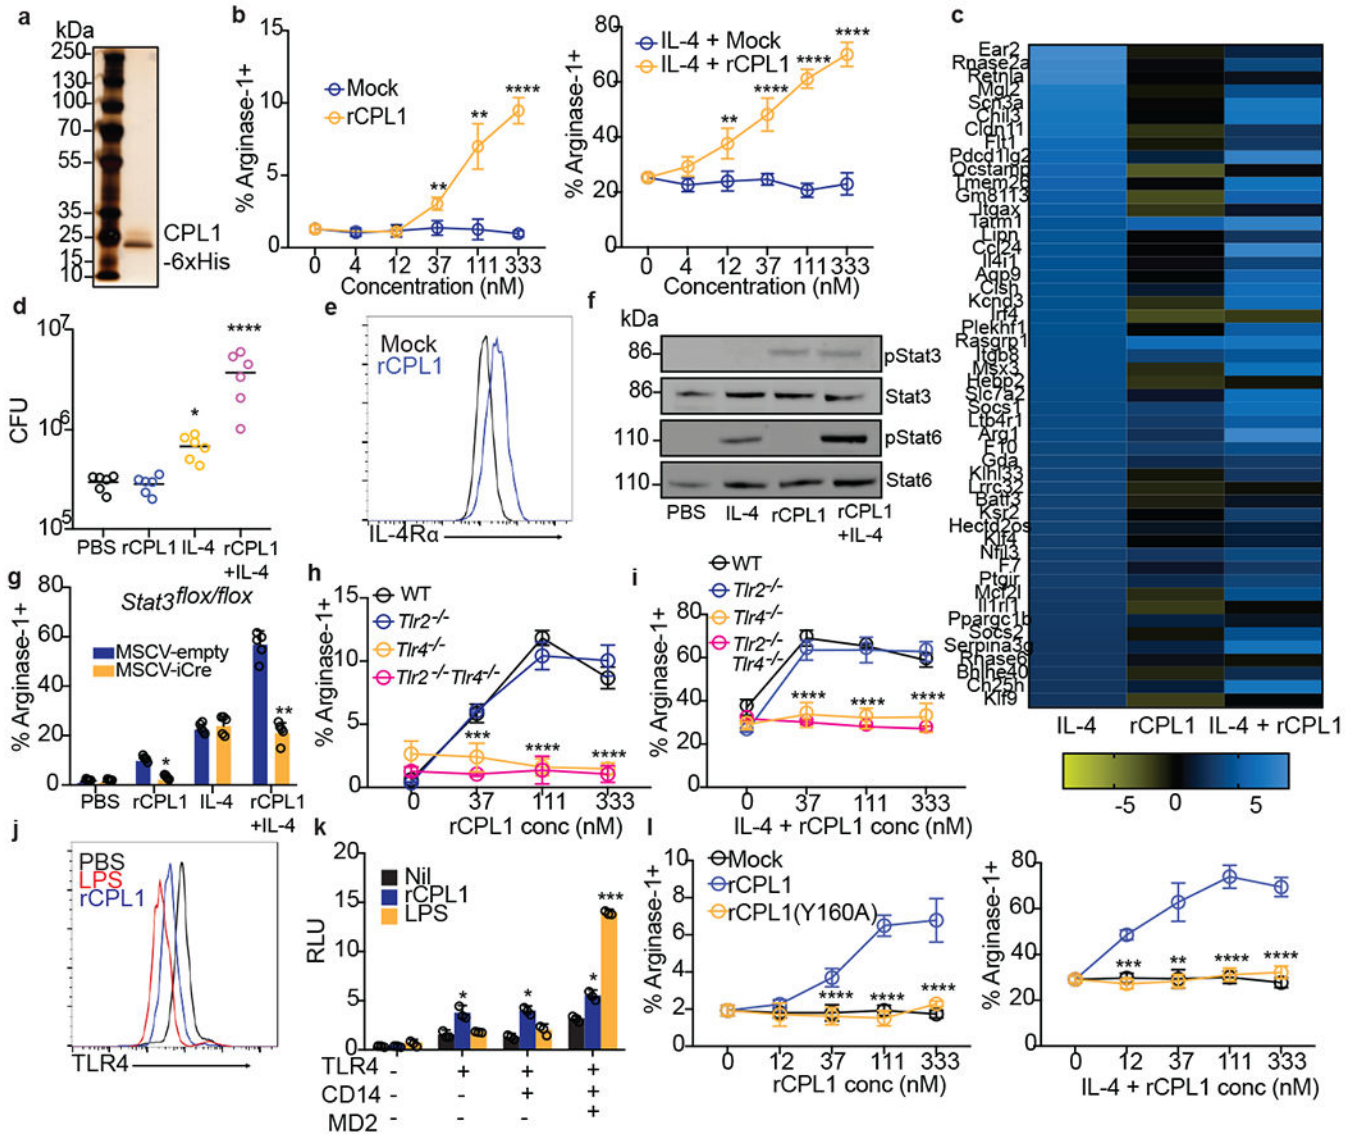 a
kDa
250
130
100
70
55
35
25
15
10
CPL1
-6xHis
b
% Arginase-1+
15
10
5
0
Mock
rCPL1
**
**
****
0 4 12 37 111 333
Concentration (nM)
% Arginase-1+
80
60
40
20
0
IL-4 + Mock
IL-4 + rCPL1
**
****
****
****
0 4 12 37 111 333
Concentration (nM)
c
Ear2
Rnase2a
Retnla
Mgl2
Scn3a
Chil3
Cldn11
Flt1
Pdcd1lg2
Ocstamp
Tmem26
Gm8113
Itgax
Tarm1
Lipn
Ccl24
Il4r1
Aqp9
Cish
Kcnd3
Irf4
Plekhf1
Rasgrp1
Itgb8
Msx3
Hebp2
Slc7a2
Socs1
Ltb4r1
Arg1
F10
Gda
Klhl33
Lrrc32
Batf3
Ksr2
Hectd2os
Klf4
Nfil3
F7
Ptgir
Mcf2l
Il1rl1
Ppargc1b
Socs2
Serpina3g
Rnase6
Bhlhe40
Ch25h
Klf9
IL-4 rCPL1 IL-4 + rCPL1
-5 0 5
d
CFU
10⁷
10⁶
10⁵
*
****
PBS rCPL1 IL-4 rCPL1
+IL-4
e
Mock
rCPL1
IL-4Rα
f
kDa
86 pStat3
86 Stat3
110 pStat6
110 Stat6
PBS IL-4 rCPL1 rCPL1
+IL-4
g
Stat3flox/flox
% Arginase-1+
80
60
40
20
0
MSCV-empty
MSCV-iCre
*
**
PBS rCPL1 IL-4 rCPL1
+IL-4
h
% Arginase-1+
15
10
5
0
WT
Tlr2-/-
Tlr4-/-
Tlr2-/-Tlr4-/-
***
****
****
0 37 111 333
rCPL1 conc (nM)
i
% Arginase-1+
80
60
40
20
0
WT
Tlr2-/-
Tlr4-/-
Tlr2-/-
Tlr4-/-
****
****
****
0 37 111 333
IL-4 + rCPL1 conc (nM)
j
PBS
LPS
rCPL1
TLR4
k
RLU
20
15
10
5
0
Nil
rCPL1
LPS
*
*
*
***
TLR4 - + + +
CD14 - - + +
MD2 - - - +
l
% Arginase-1+
10
8
6
4
2
0
Mock
rCPL1
rCPL1(Y160A)
****
****
****
0 12 37 111 333
rCPL1 conc (nM)
% Arginase-1+
80
60
40
20
0
***
**
****
****
0 12 37 111 333
IL-4 + rCPL1 conc (nM)